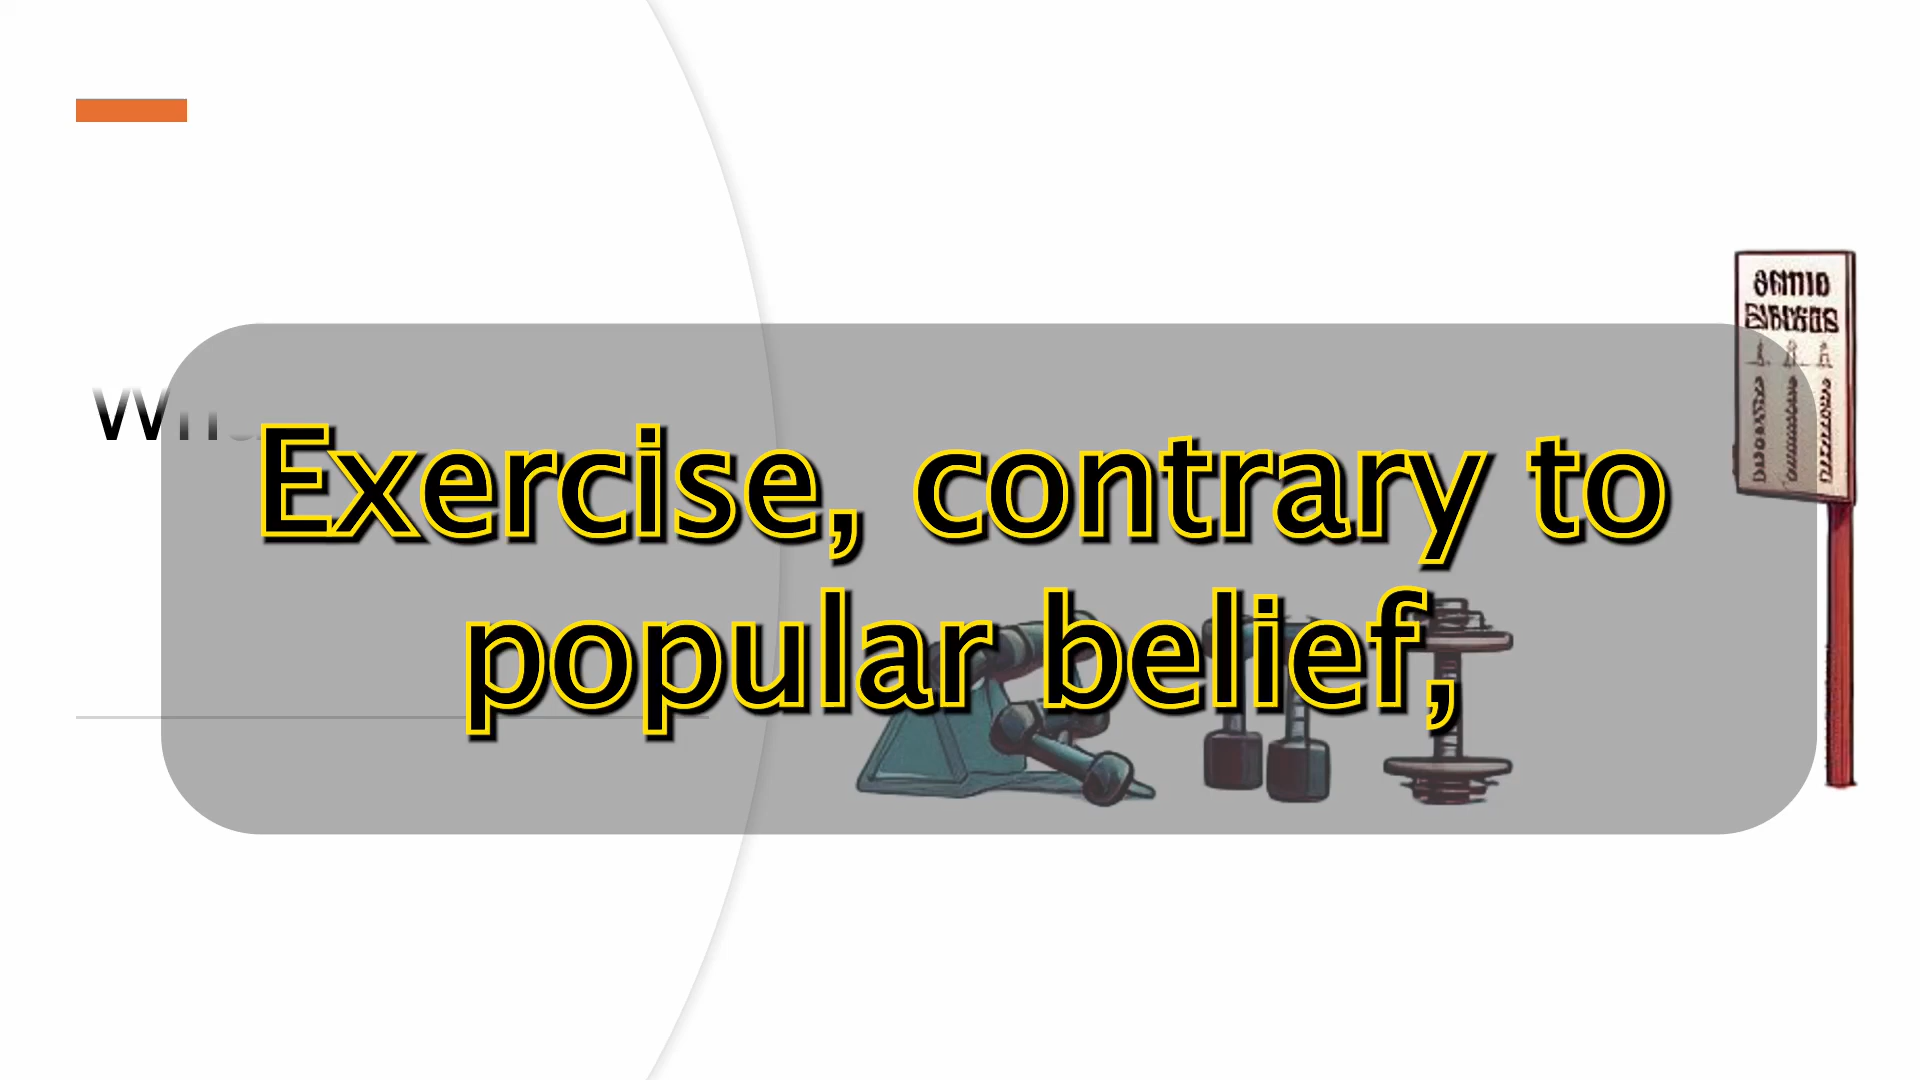 Exercise, contrary to
popular belief,